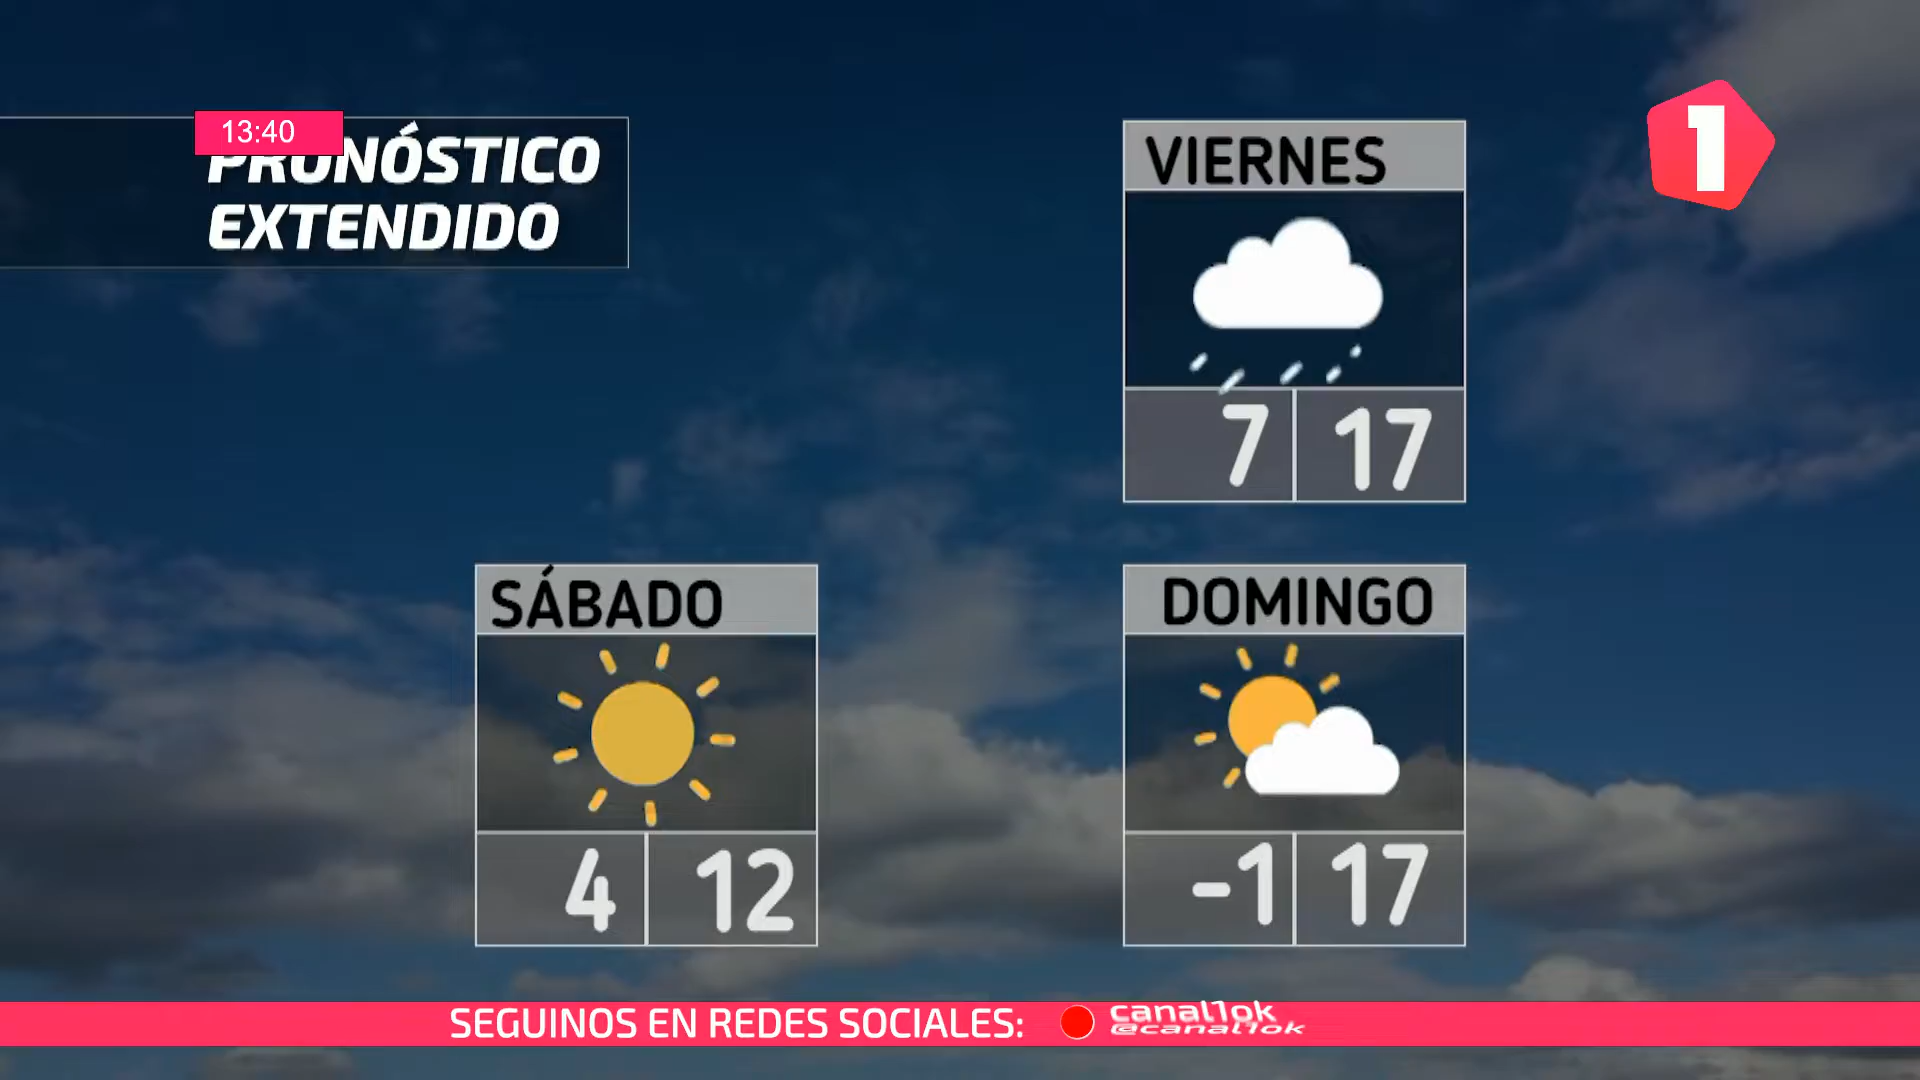 13:40
PRONÓSTICO
EXTENDIDO
VIERNES
1
7 17
SÁBADO
DOMINGO
4 12
-1 17
SEGUINOS EN REDES SOCIALES:
canal1ok
@canal1ok